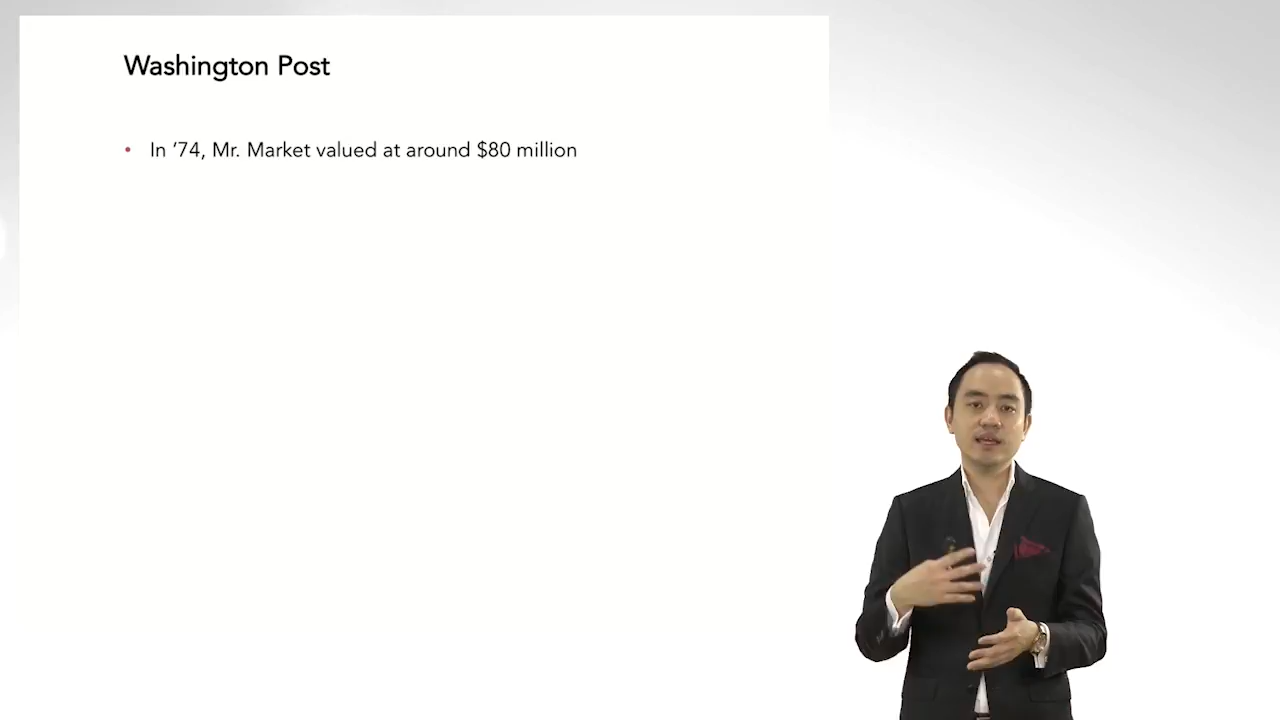 Washington Post
• In ‘74, Mr. Market valued at around $80 million